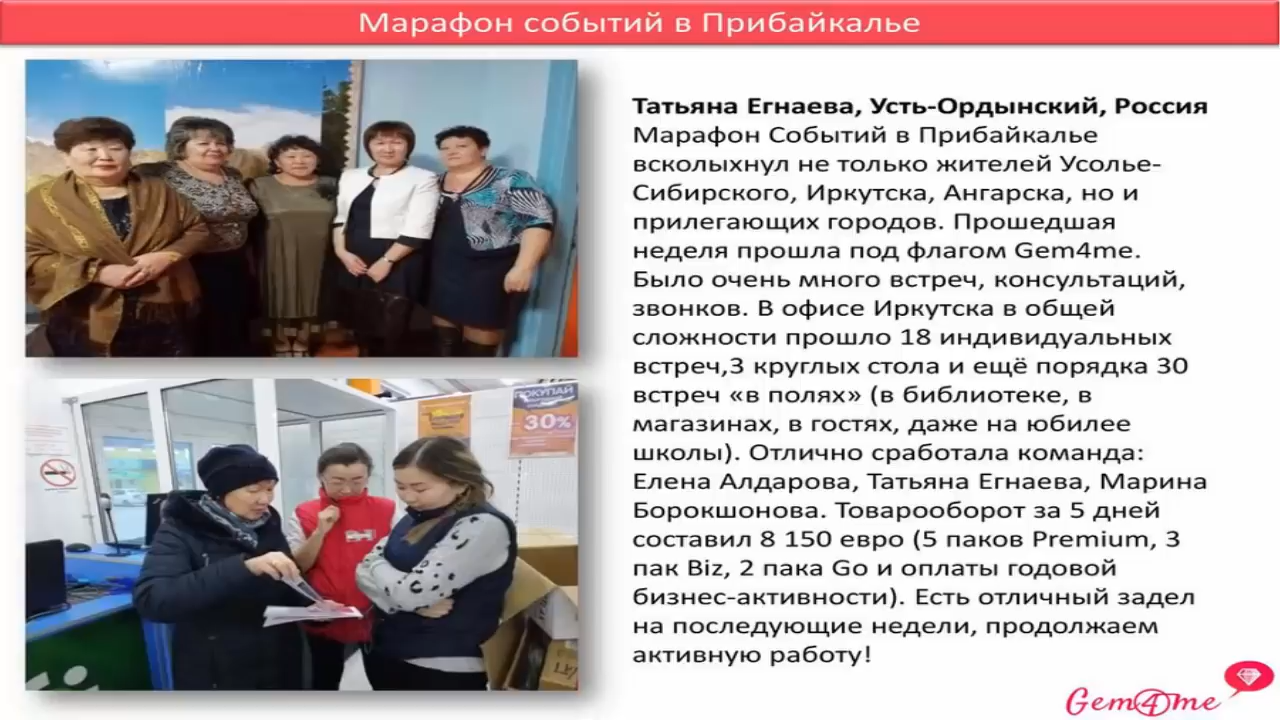 Марафон событий в Прибайкалье
Татьяна Егнаева, Усть-Ордынский, Россия
Марафон Событий в Прибайкалье
всколыхнул не только жителей Усолье-
Сибирского, Иркутска, Ангарска, но и
прилегающих городов. Прошедшая
неделя прошла под флагом Gem4me.
Было очень много встреч, консультаций,
звонков. В офисе Иркутска в общей
сложности прошло 18 индивидуальных
встреч,3 круглых стола и ещё порядка 30
встреч «в полях» (в библиотеке, в
магазинах, в гостях, даже на юбилее
школы). Отлично сработала команда:
Елена Алдарова, Татьяна Егнаева, Марина
Борокшонова. Товарооборот за 5 дней
составил 8 150 евро (5 паков Premium, 3
пак Biz, 2 пака Go и оплаты годовой
бизнес-активности). Есть отличный задел
на последующие недели, продолжаем
активную работу!
ПОКУПАЙ
30%
Gem4me